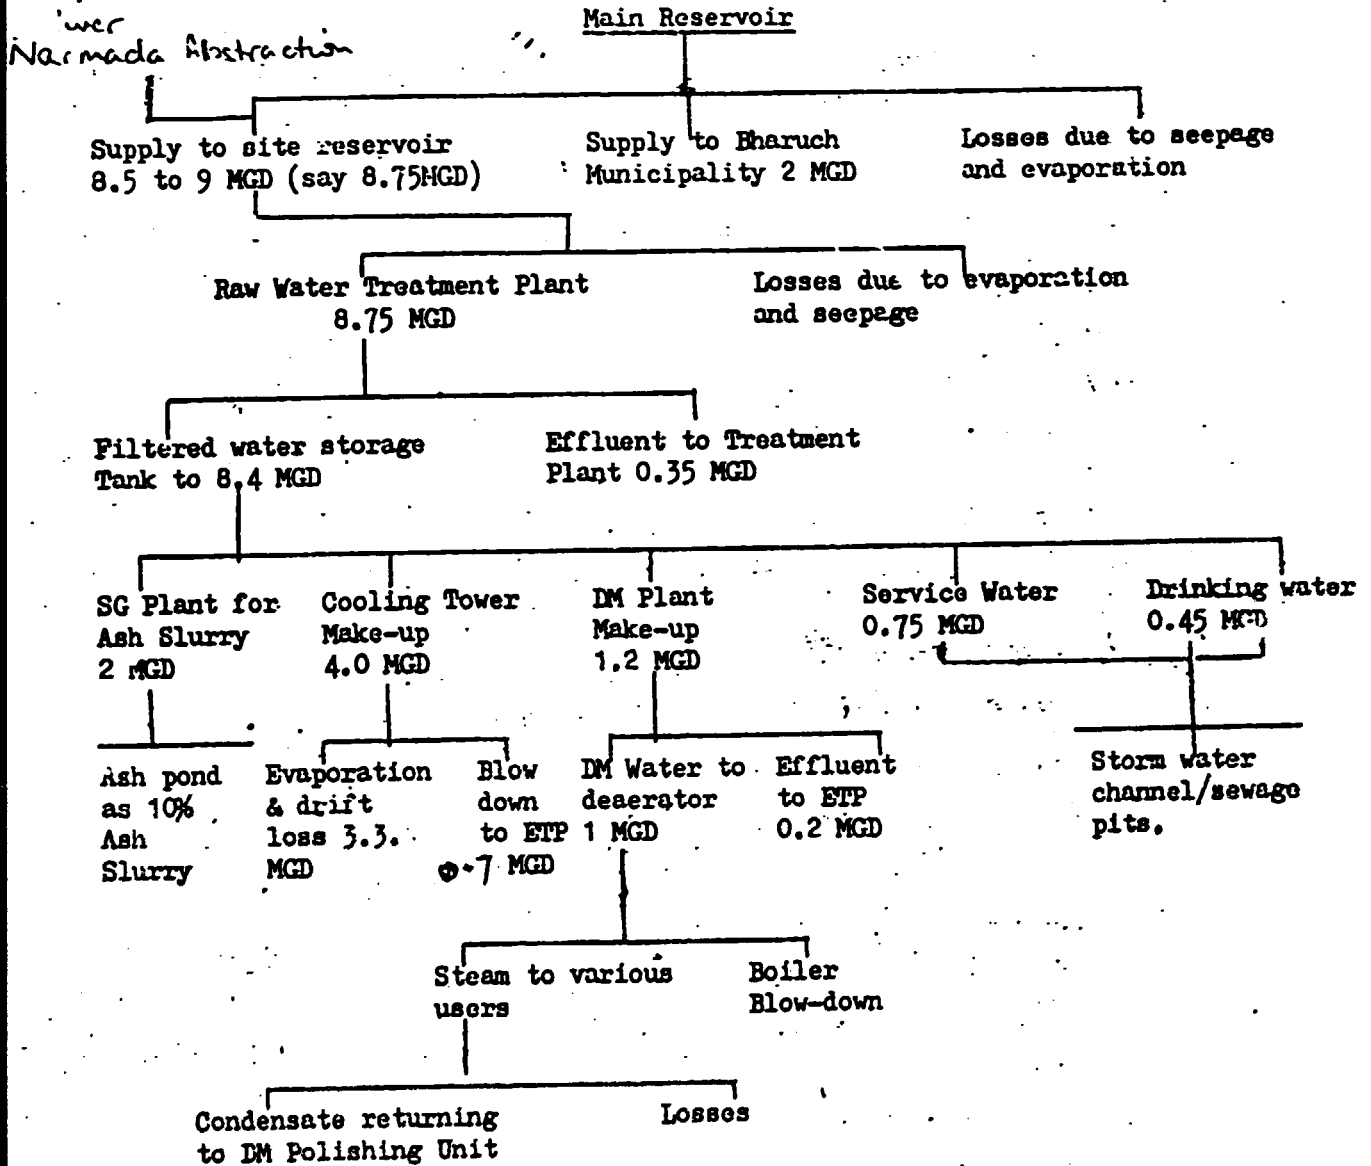 Main Reservoir
Narmada Abstraction
Supply to site reservoir
8.5 to 9 MGD (say 8.75MGD)
Supply to Bharuch
Municipality 2 MGD
Losses due to seepage
and evaporation
Raw Water Treatment Plant
8.75 MGD
Losses due to evaporation
and seepage
Filtered water storage
Tank to 8.4 MGD
Effluent to Treatment
Plant 0.35 MGD
SG Plant for
Ash Slurry
2 MGD
Cooling Tower
Make-up
4.0 MGD
DM Plant
Make-up
1.2 MGD
Service Water
0.75 MGD
Drinking water
0.45 MGD
Ash pond
as 10%
Ash
Slurry
Evaporation
& drift
loss 3.3.
MGD
Blow
down
to ETP
0.7 MGD
DM Water to
deaerator
1 MGD
Effluent
to ETP
0.2 MGD
Storm water
channel/sewage
pits.
Steam to various
users
Boiler
Blow-down
Condensate returning
to DM Polishing Unit
Losses